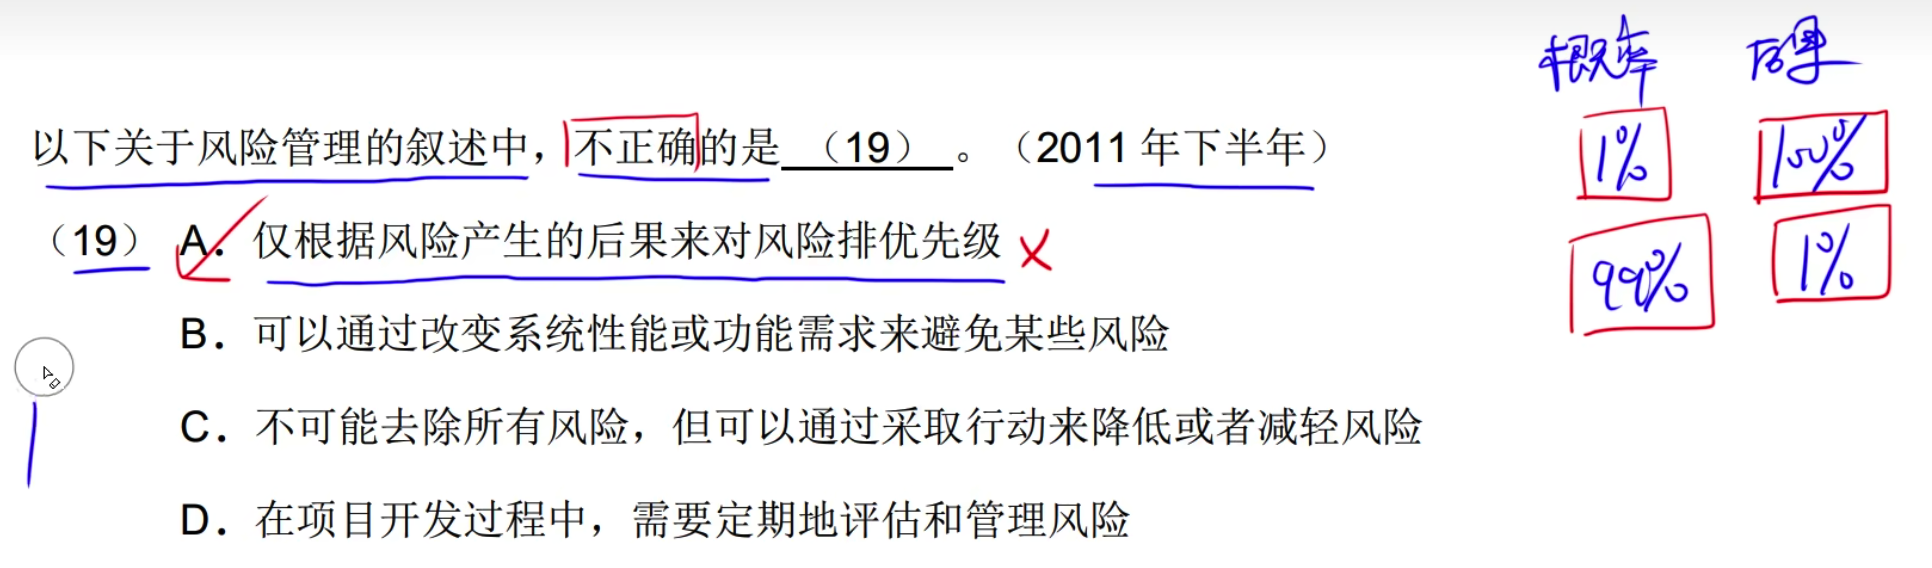 概率 后果
以下关于风险管理的叙述中，不正确的是（19）。（2011年下半年）
1% 100%
（19） A．仅根据风险产生的后果来对风险排优先级
99% 1%
B．可以通过改变系统性能或功能需求来避免某些风险
C．不可能去除所有风险，但可以通过采取行动来降低或者减轻风险
D．在项目开发过程中，需要定期地评估和管理风险